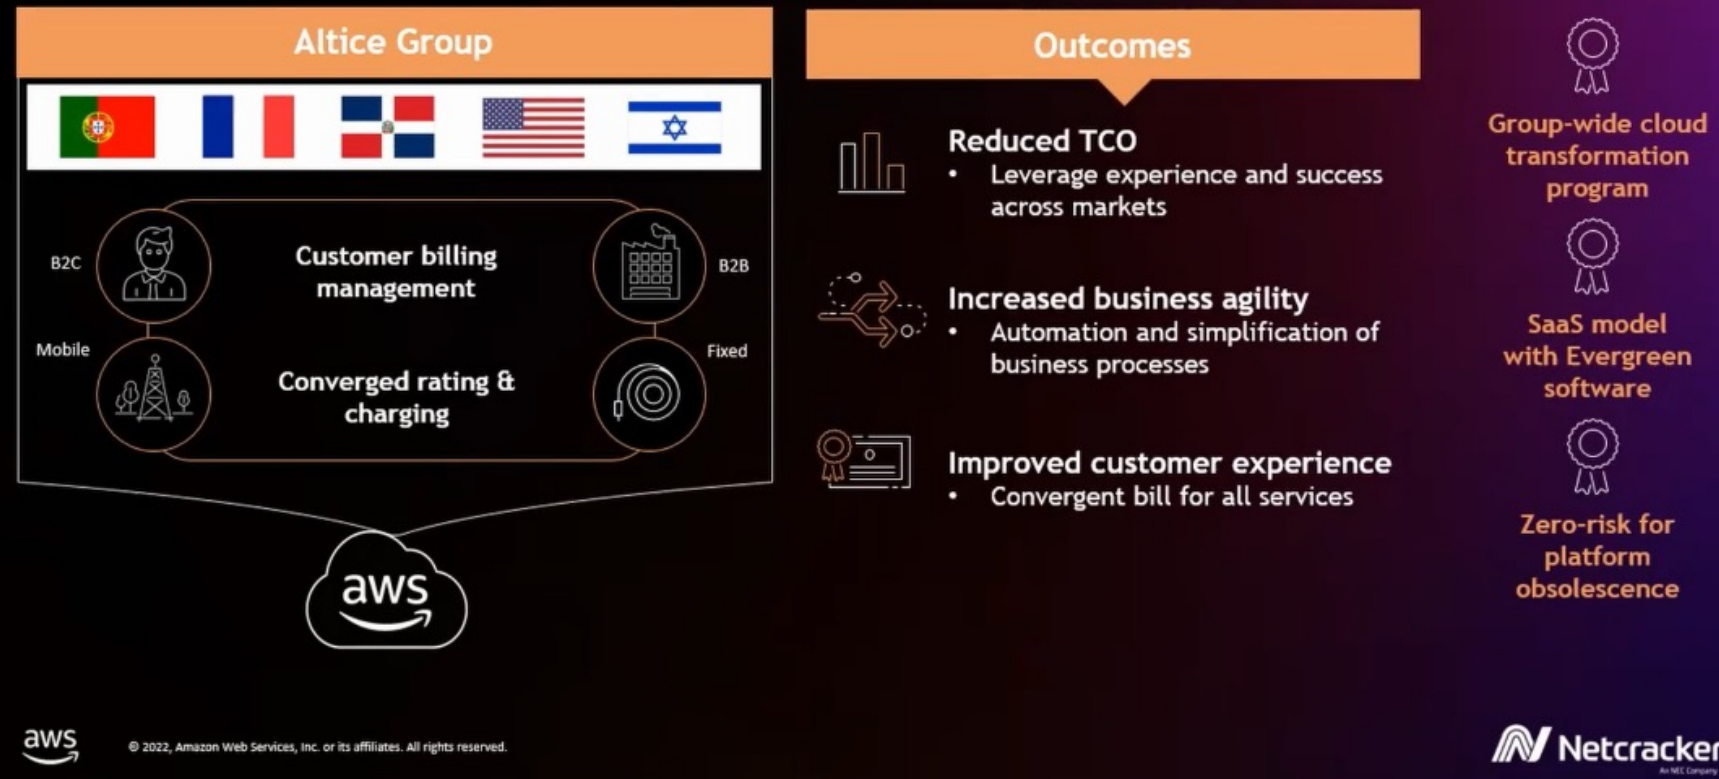 Altice Group
B2C
Customer billing
management
B2B
Mobile
Converged rating &
charging
Fixed
aws
Outcomes
Reduced TCO
• Leverage experience and success
across markets
Increased business agility
• Automation and simplification of
business processes
Improved customer experience
• Convergent bill for all services
Group-wide cloud
transformation
program
SaaS model
with Evergreen
software
Zero-risk for
platform
obsolescence
aws
© 2022, Amazon Web Services, Inc. or its affiliates. All rights reserved.
Netcracker
An NEC Company